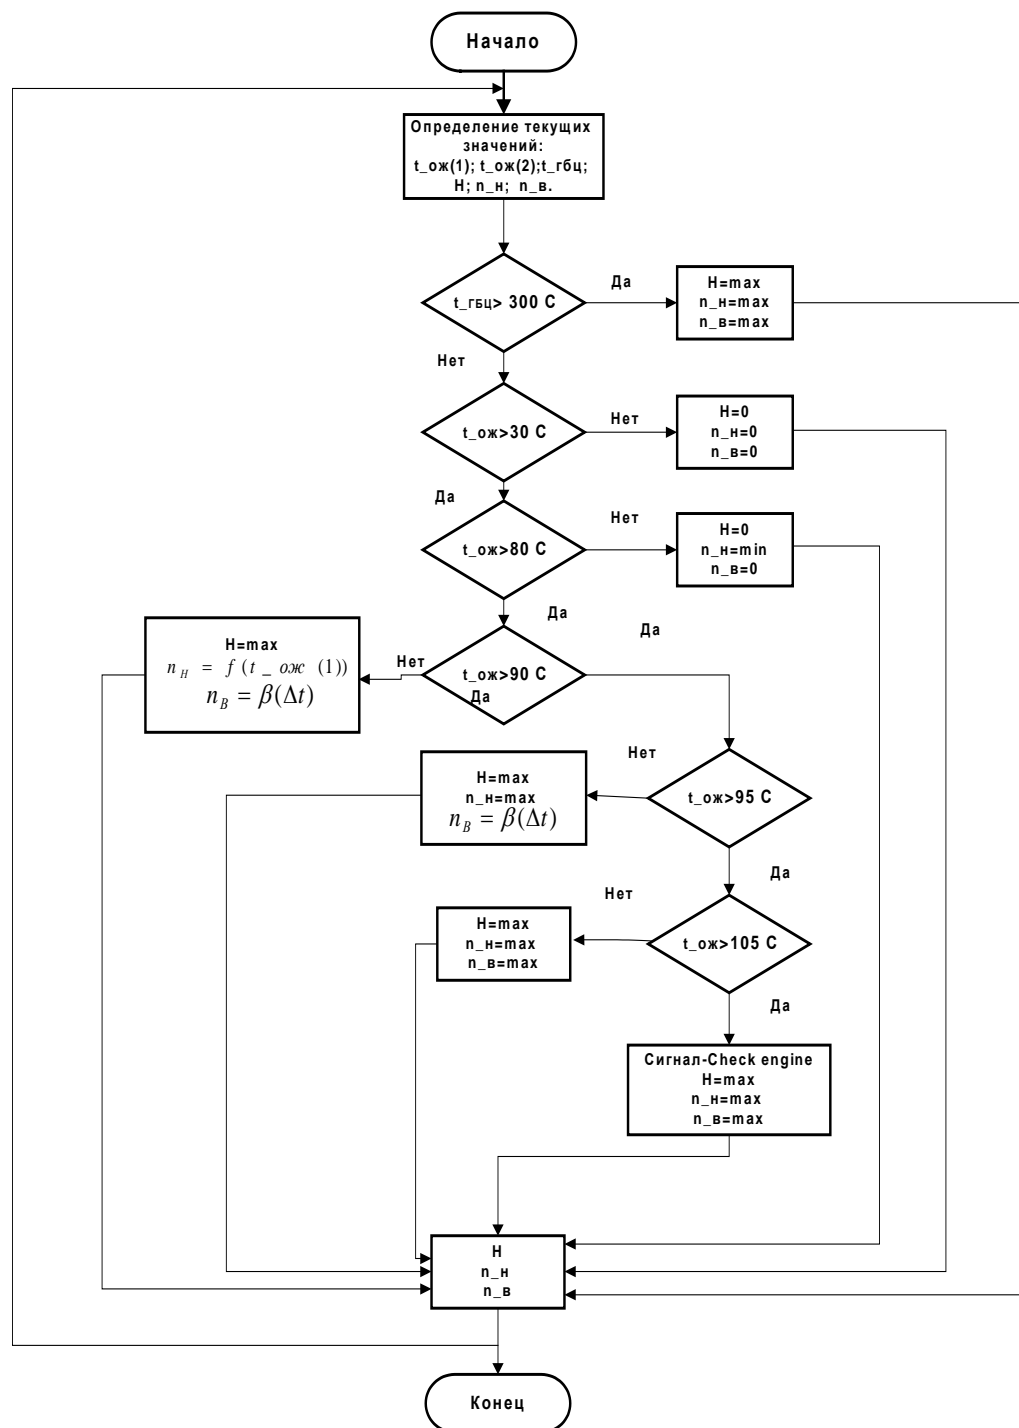 Начало
Определение текущих
значений:
t_ож(1); t_ож(2);t_гбц;
Н; n_н; n_в.
t_ГБЦ> 300 С
Да
H=max
n_н=max
n_в=max
Нет
t_ож>30 С
Нет
H=0
n_н=0
n_в=0
Да
t_ож>80 С
Нет
H=0
n_н=min
n_в=0
Да
Да
t_ож>90 С
Да
Нет
H=max
n_H = f (t _ ож (1))
n_B = β(Δt)
t_ож>95 С
Нет
H=max
n_н=max
n_B = β(Δt)
Да
t_ож>105 С
Нет
H=max
n_н=max
n_в=max
Да
Сигнал-Check engine
H=max
n_н=max
n_в=max
Н
n_н
n_в
Конец